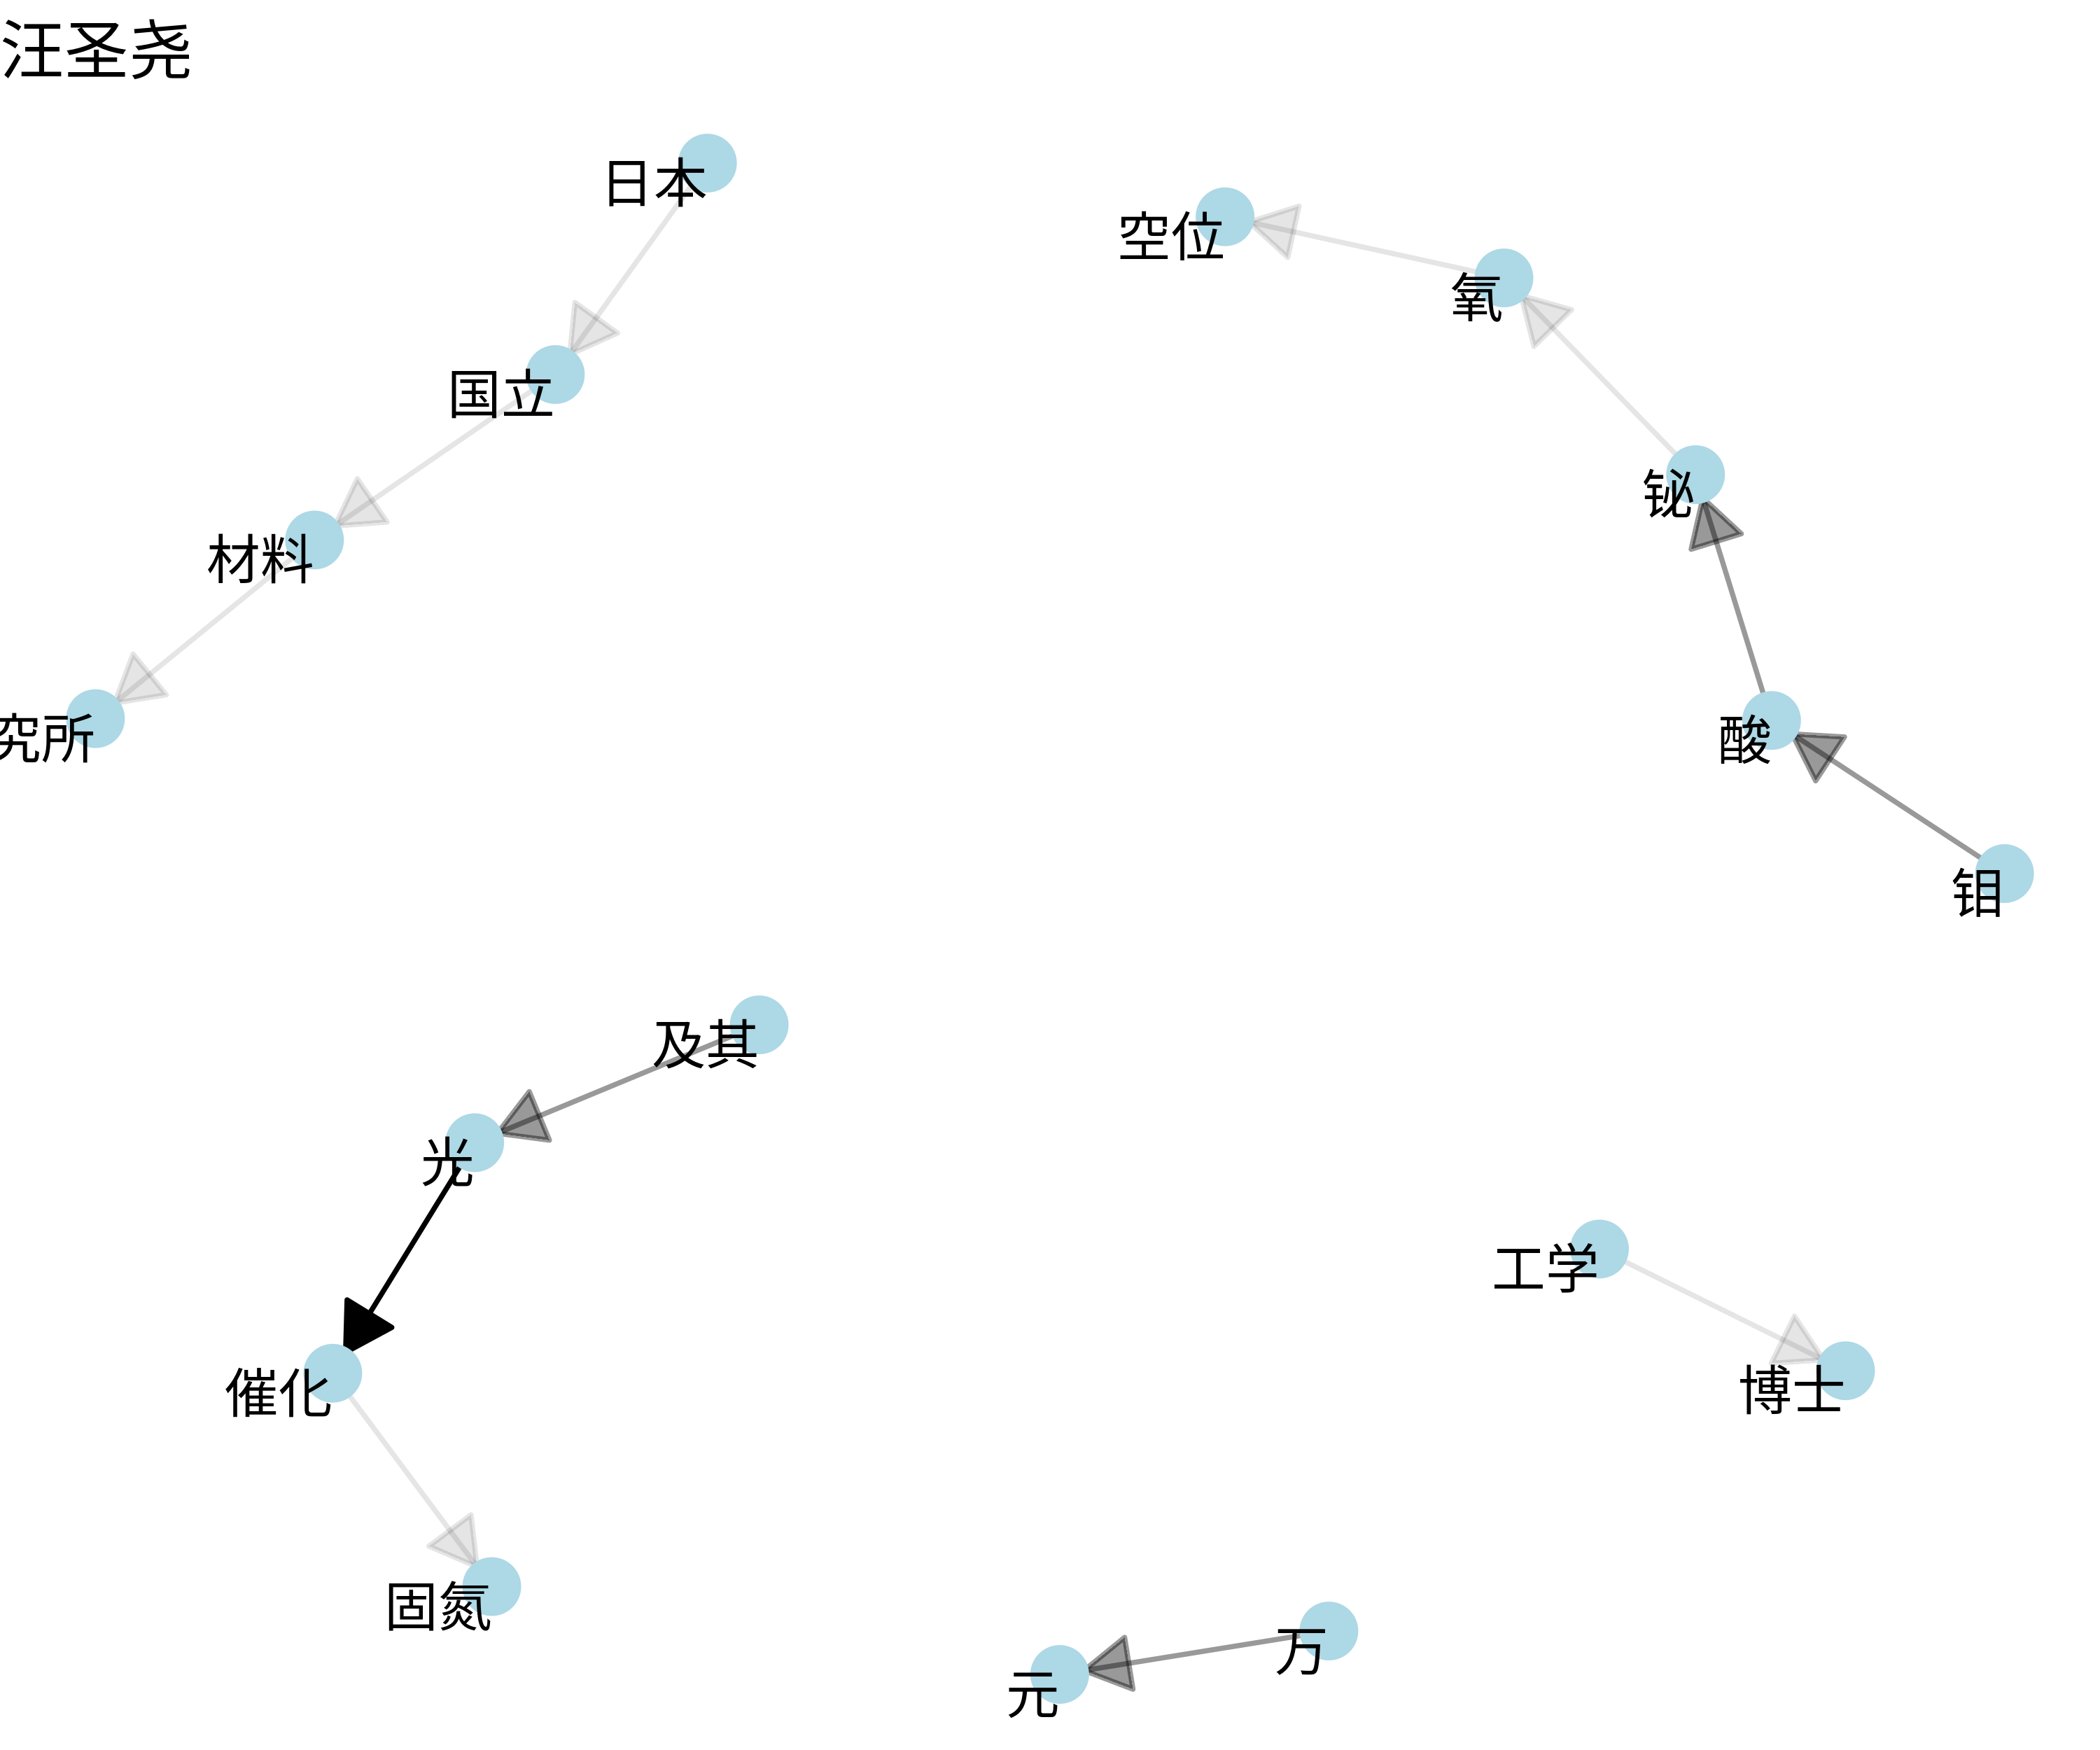 汪圣尧
日本
空位
氧
国立
铋
材料
究所
酸
钼
及其
光
工学
博士
催化
固氮
万
元